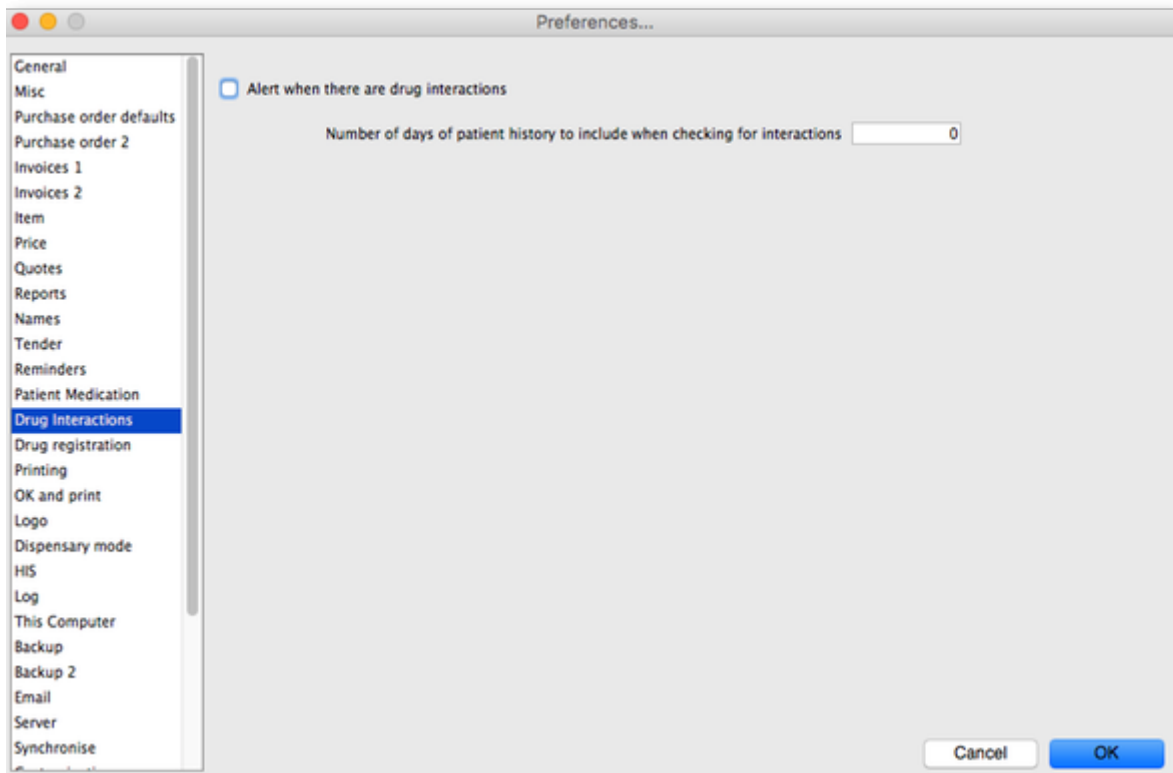 Preferences...
General
Misc
Purchase order defaults
Purchase order 2
Invoices 1
Invoices 2
Item
Price
Quotes
Reports
Names
Tender
Reminders
Patient Medication
Drug Interactions
Drug registration
Printing
OK and print
Logo
Dispensary mode
HIS
Log
This Computer
Backup
Backup 2
Email
Server
Synchronise
Alert when there are drug interactions
Number of days of patient history to include when checking for interactions 0
Cancel OK